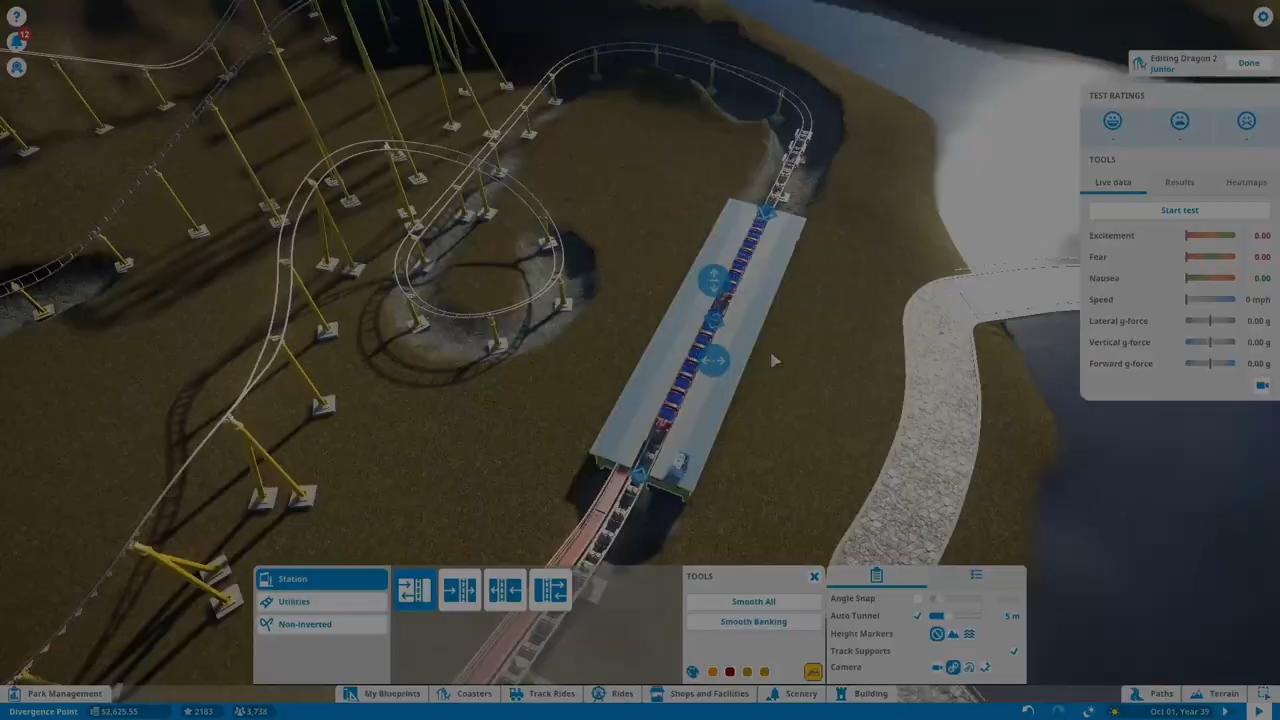 ?
12
Editing Dragon 2
Junior
Done
TEST RATINGS
- - -
TOOLS
Live data Results Heatmaps
Start test
Excitement 0.00
Fear 0.00
Nausea 0.00
Speed 0 mph
Lateral g-force 0.00 g
Vertical g-force 0.00 g
Forward g-force 0.00 g
Station
Utilities
Non-inverted
TOOLS
Smooth All
Smooth Banking
Angle Snap
Auto Tunnel 5 m
Height Markers
Track Supports
Camera
Park Management
My Blueprints Coasters Track Rides Rides Shops and Facilities Scenery Building
Paths Terrain
Divergence Point $2,625.55 2183 3,738
Oct 01, Year 39